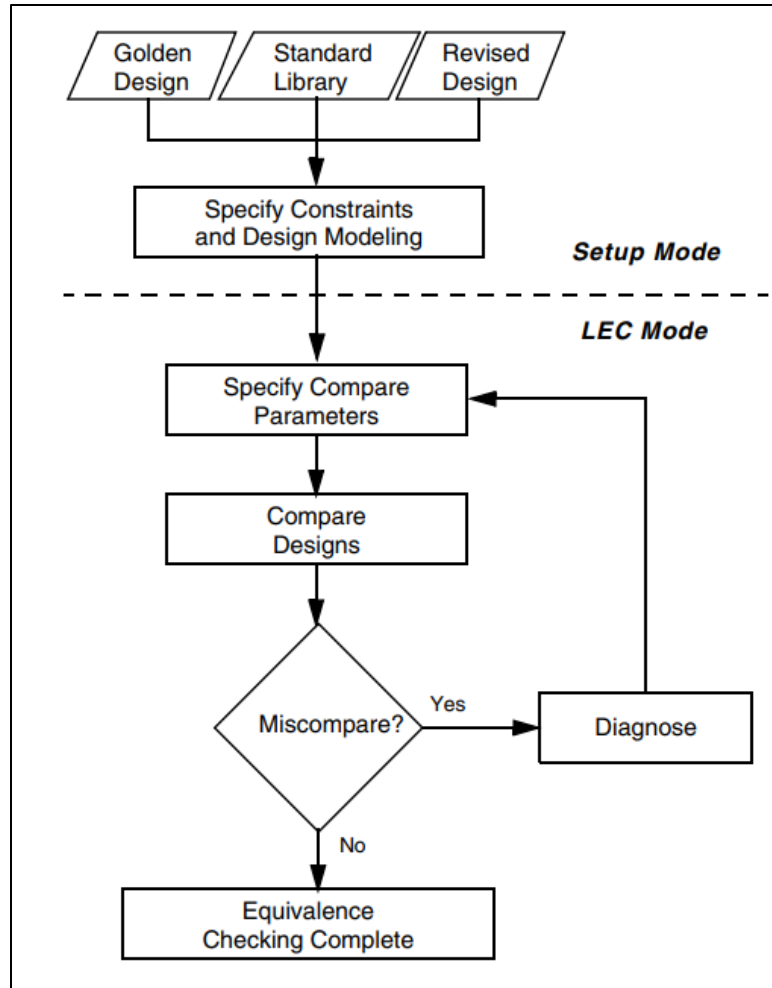 Golden
Design
Standard
Library
Revised
Design
Specify Constraints
and Design Modeling
Setup Mode
LEC Mode
Specify Compare
Parameters
Compare
Designs
Miscompare?
Yes
Diagnose
No
Equivalence
Checking Complete